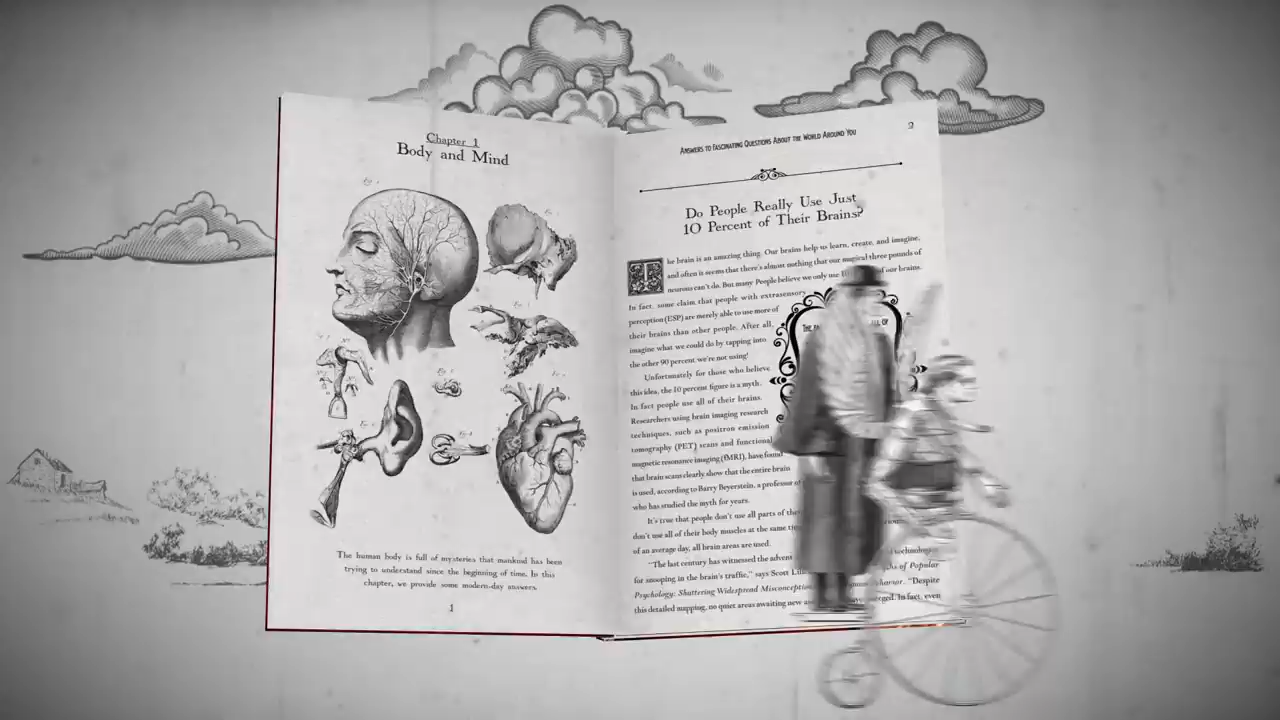 Chapter 1
Body and Mind
The human body is full of mysteries that mankind has been
trying to understand since the beginning of time. In this
chapter, we provide some modern-day answers.
1
Answers to Fascinating Questions About the World Around You
Do People Really Use Just
10 Percent of Their Brains?
The brain is an amazing thing. Our brains help us learn, create, and imagine,
and often is seems that there's almost nothing that our magical three pounds of
neurons can't do. But many People believe we only use of our brains.
In fact, some claim that people with extrasensory
perception (ESP) are merely able to use more of
their brains than other people. After all,
imagine what we could do by tapping into
the other 90 percent we're not using!
Unfortunately for those who believe
this idea, the 10 percent figure is a myth.
In fact people use all of their brains.
Researchers using brain imaging research
techniques, such as positron emission
tomography (PET) scans and functional
magnetic resonance imaging (fMRI), have found
that brain scans clearly show that the entire brain
is used, according to Barry Beyerstein, a professor
who has studied the myth for years.
It's true that people don't use all parts of
don't use all of their body muscles at the same
of an average day, all brain areas are used.
"The last century has witnessed the advent
for snooping in the brain's traffic," says Scott of Popular
Psychology: Shattering Widespread "Despite
this detailed mapping, no quiet areas awaiting new In fact, even